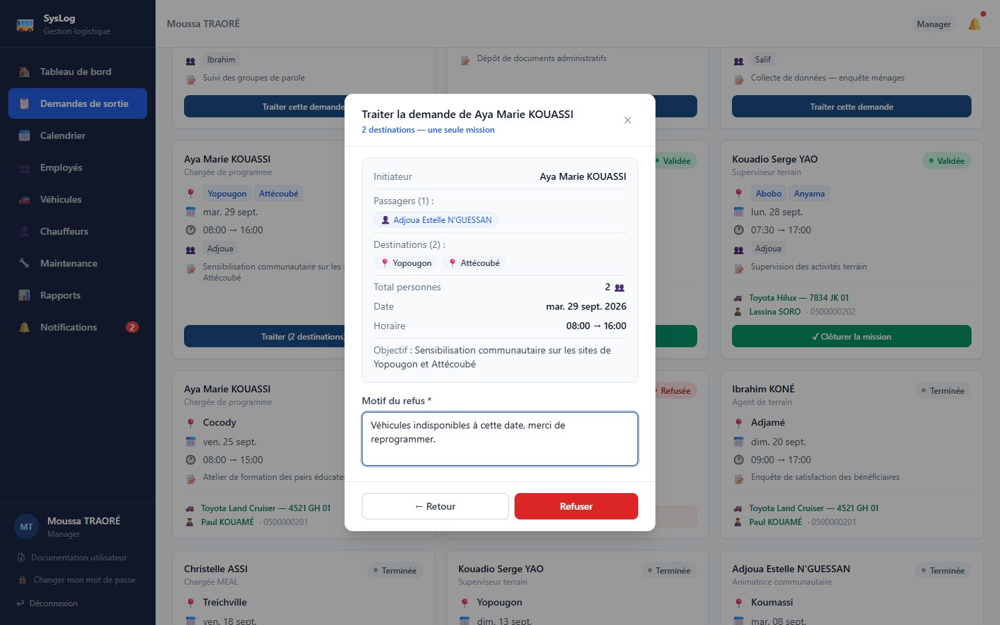 SysLog
Gestion logistique
Tableau de bord
Demandes de sortie
Calendrier
Employés
Véhicules
Chauffeurs
Maintenance
Rapports
Notifications
2
MT
Moussa TRAORÉ
Manager
Documentation utilisateur
Changer mon mot de passe
Déconnexion
Moussa TRAORÉ
Manager
Ibrahim
Suivi des groupes de parole
Traiter cette demande
Dépôt de documents administratifs
Salif
Collecte de données — enquête ménages
Traiter cette demande
Aya Marie KOUASSI
Chargée de programme
Yopougon
Attécoubé
mar. 29 sept.
08:00 → 16:00
Adjoua
Sensibilisation communautaire sur les s
Attécoubé
Traiter (2 destinations)
Validée
Kouadio Serge YAO
Superviseur terrain
Validée
Abobo
Anyama
lun. 28 sept.
07:30 → 17:00
Adjoua
Supervision des activités terrain
Toyota Hilux — 7834 JK 01
Lassina SORO · 0500000202
✓ Clôturer la mission
Aya Marie KOUASSI
Chargée de programme
Cocody
ven. 25 sept.
08:00 → 15:00
Atelier de formation des pairs éducate
Toyota Land Cruiser — 4521 GH 01
Paul KOUAMÉ · 0500000201
Refusée
Ibrahim KONÉ
Agent de terrain
Terminée
Adjamé
dim. 20 sept.
09:00 → 17:00
Enquête de satisfaction des bénéficiaires
Toyota Land Cruiser — 4521 GH 01
Paul KOUAMÉ · 0500000201
Christelle ASSI
Chargée MEAL
Terminée
Treichville
ven. 18 sept.
Kouadio Serge YAO
Superviseur terrain
Terminée
Yopougon
dim. 13 sept.
Adjoua Estelle N'GUESSAN
Animatrice communautaire
Terminée
Koumassi
mar. 08 sept.
Traiter la demande de Aya Marie KOUASSI
2 destinations — une seule mission
×
Initiateur
Aya Marie KOUASSI
Passagers (1) :
Adjoua Estelle N'GUESSAN
Destinations (2) :
Yopougon
Attécoubé
Total personnes
2
Date
mar. 29 sept. 2026
Horaire
08:00 → 16:00
Objectif : Sensibilisation communautaire sur les sites de
Yopougon et Attécoubé
Motif du refus *
Véhicules indisponibles à cette date, merci de
reprogrammer.
← Retour
Refuser